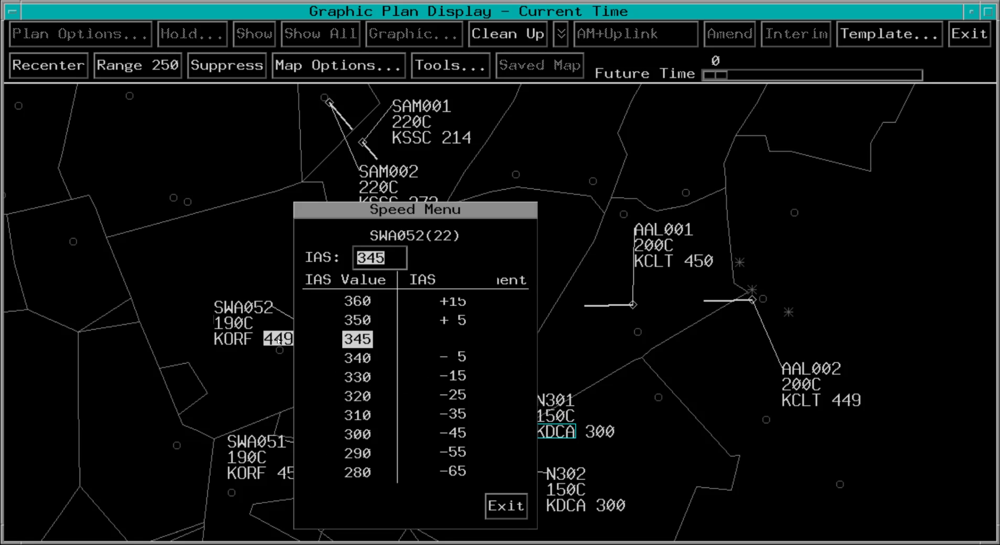 Graphic Plan Display - Current Time
Plan Options... Hold... Show Show All Graphic... Clean Up AM+Uplink Amend Interim Template... Exit
Recenter Range 250 Suppress Map Options... Tools... Saved Map Future Time 0
SAM001
220C
KSSC 214
SAM002
220C
KSSC 272
Speed Menu
SWA052(22)
IAS: 345
IAS Value IAS
360 +15
350 + 5
345
340 - 5
330 -15
320 -25
310 -35
300 -45
290 -55
280 -65
Exit
SWA052
190C
KORF 449
SWA051
190C
KORF 45
AAL001
200C
KCLT 450
AAL002
200C
KCLT 449
N301
150C
KDCA 300
N302
150C
KDCA 300